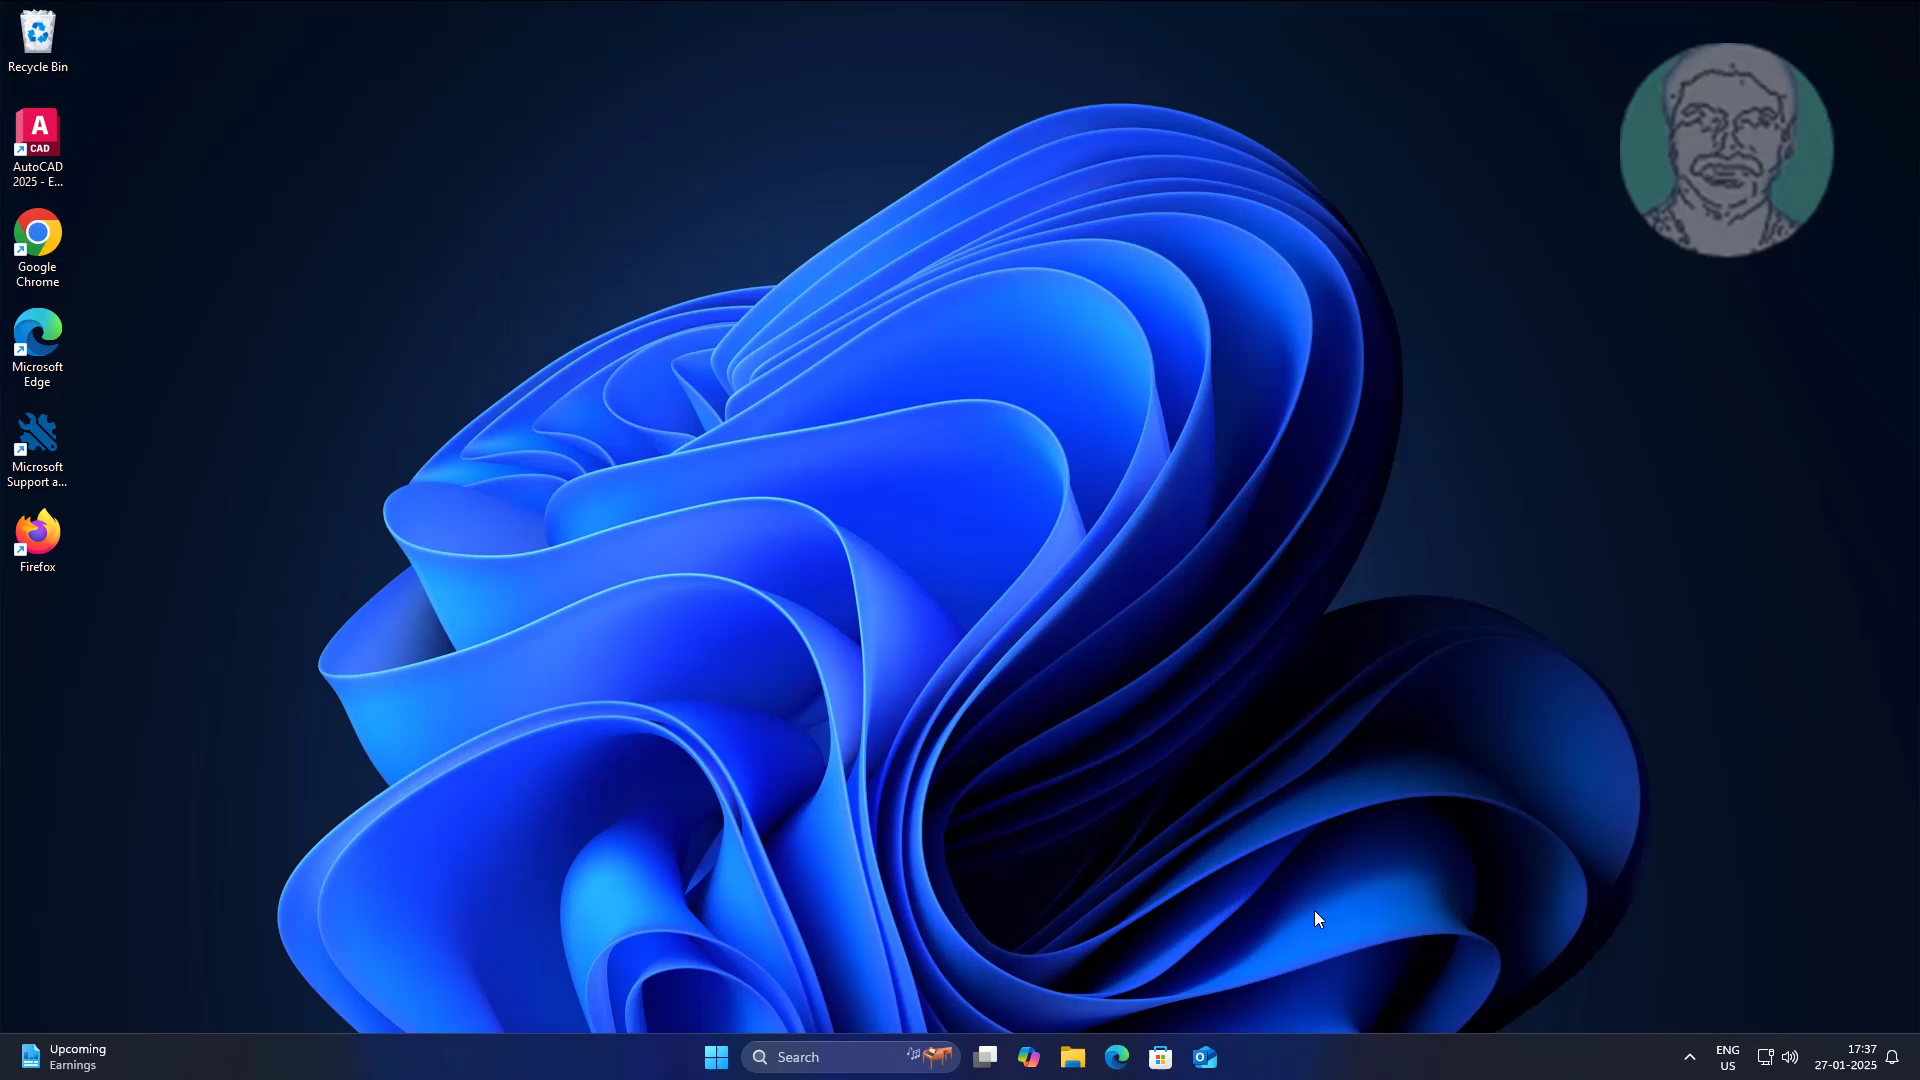 Recycle Bin
A
CAD
AutoCAD
2025 - E...
Google
Chrome
Microsoft
Edge
Microsoft
Support a...
Firefox
Upcoming
Earnings
Search
ENG
US
17:37
27-01-2025